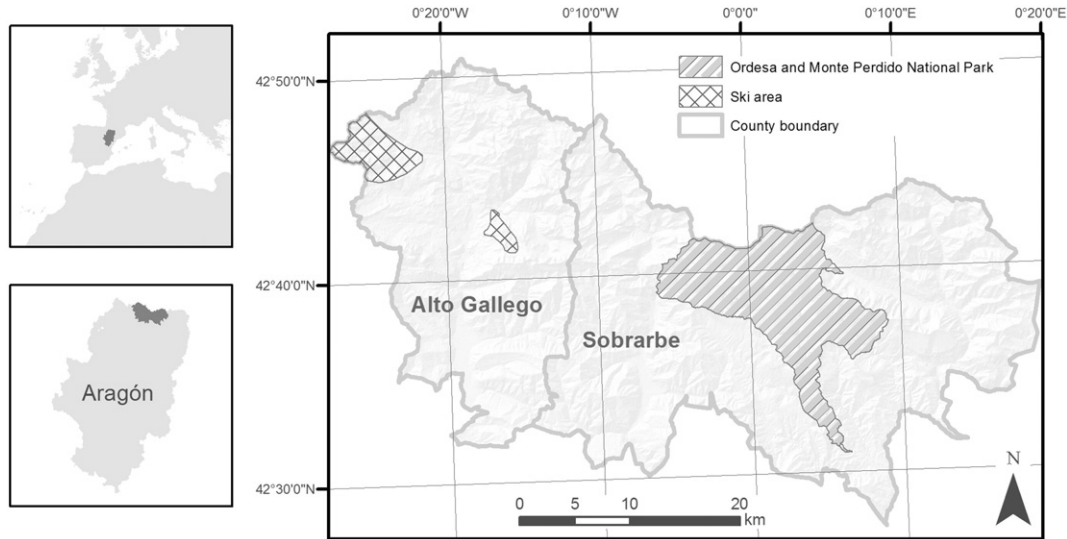 0°20'0"W
0°10'0"W
0°0'0"
0°10'0"E
0°20'0"E
42°50'0"N
42°40'0"N
42°30'0"N
Ordesa and Monte Perdido National Park
Ski area
County boundary
Alto Gallego
Sobrarbe
Aragón
N
0 5 10 20
km